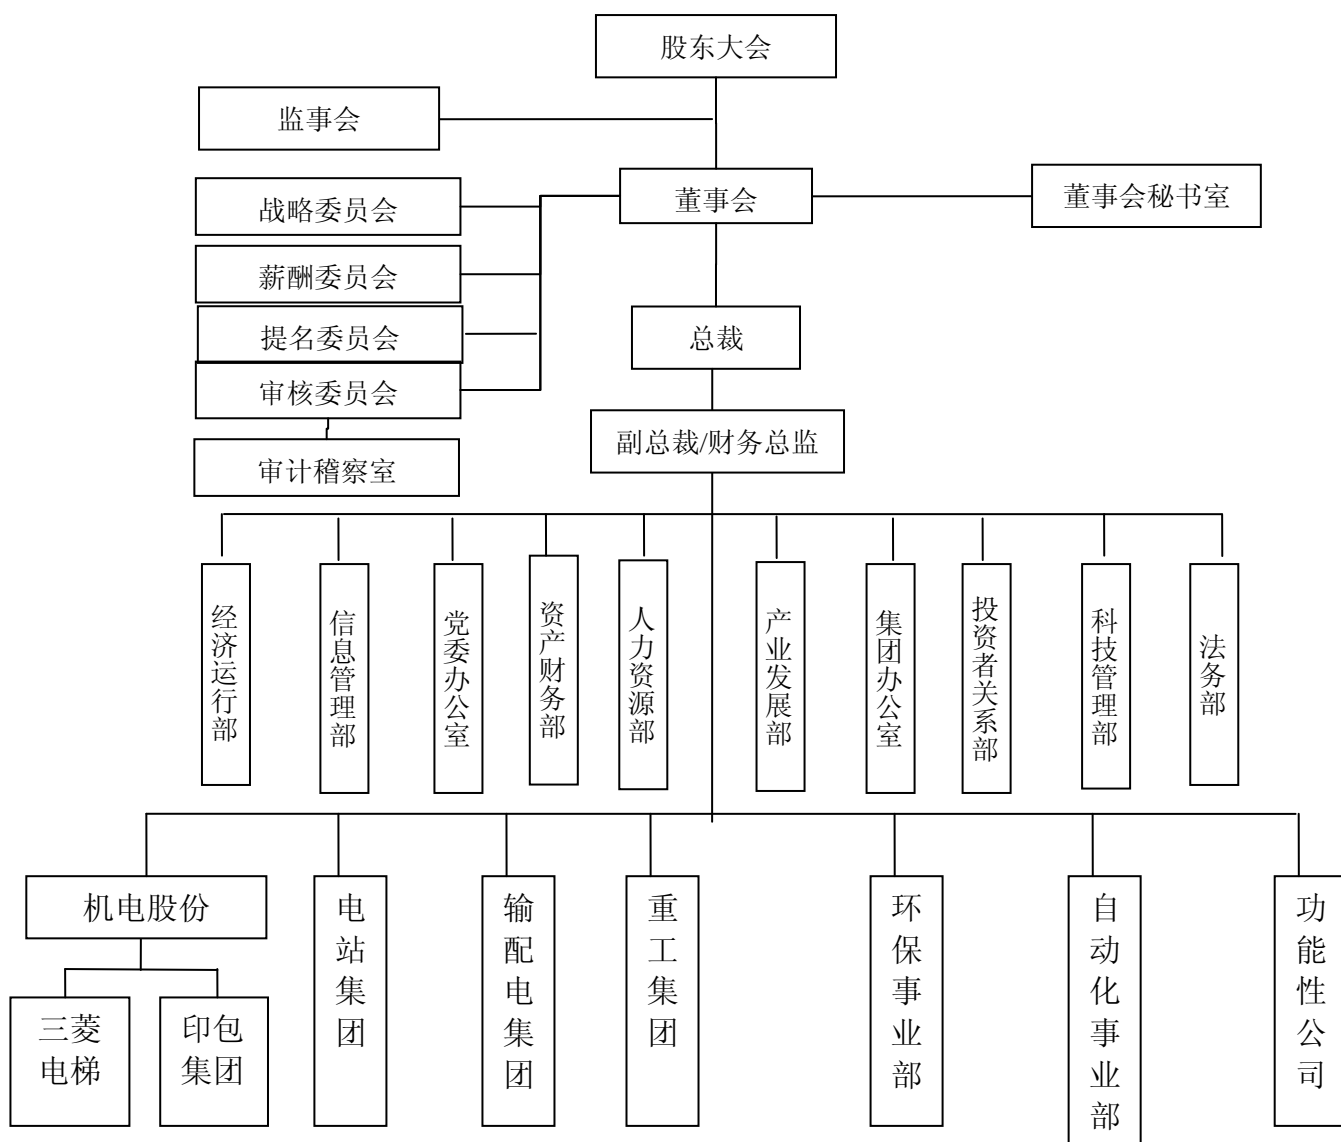 股东大会
监事会
董事会
董事会秘书室
战略委员会
薪酬委员会
提名委员会
审核委员会
审计稽察室
总裁
副总裁/财务总监
经济运行部
信息管理部
党委办公室
资产财务部
人力资源部
产业发展部
集团办公室
投资者关系部
科技管理部
法务部
机电股份
三菱
电梯
印包
集团
电站集团
输配电集团
重工集团
环保事业部
自动化事业部
功能性公司